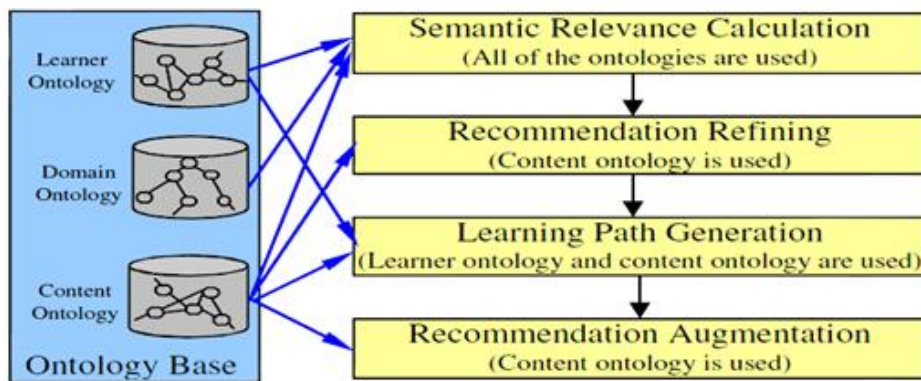 Learner
Ontology
Domain
Ontology
Content
Ontology
Ontology Base
Semantic Relevance Calculation
(All of the ontologies are used)
Recommendation Refining
(Content ontology is used)
Learning Path Generation
(Learner ontology and content ontology are used)
Recommendation Augmentation
(Content ontology is used)